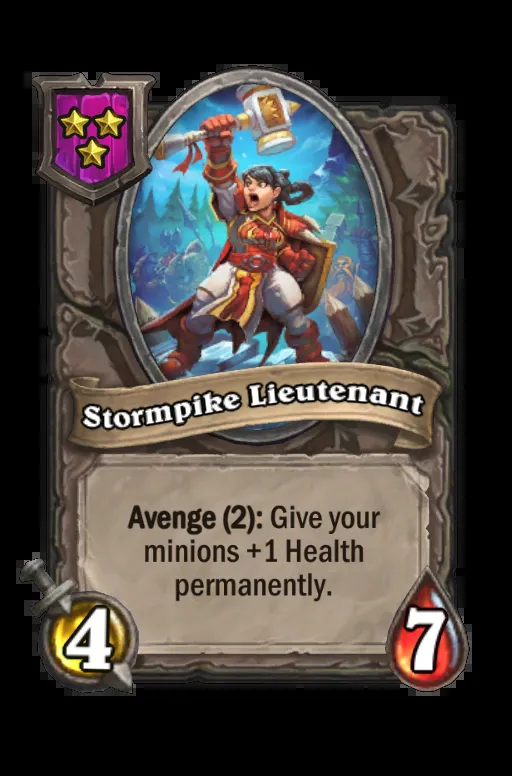 Stormpike Lieutenant
Avenge (2): Give your
minions +1 Health
permanently.
4
7